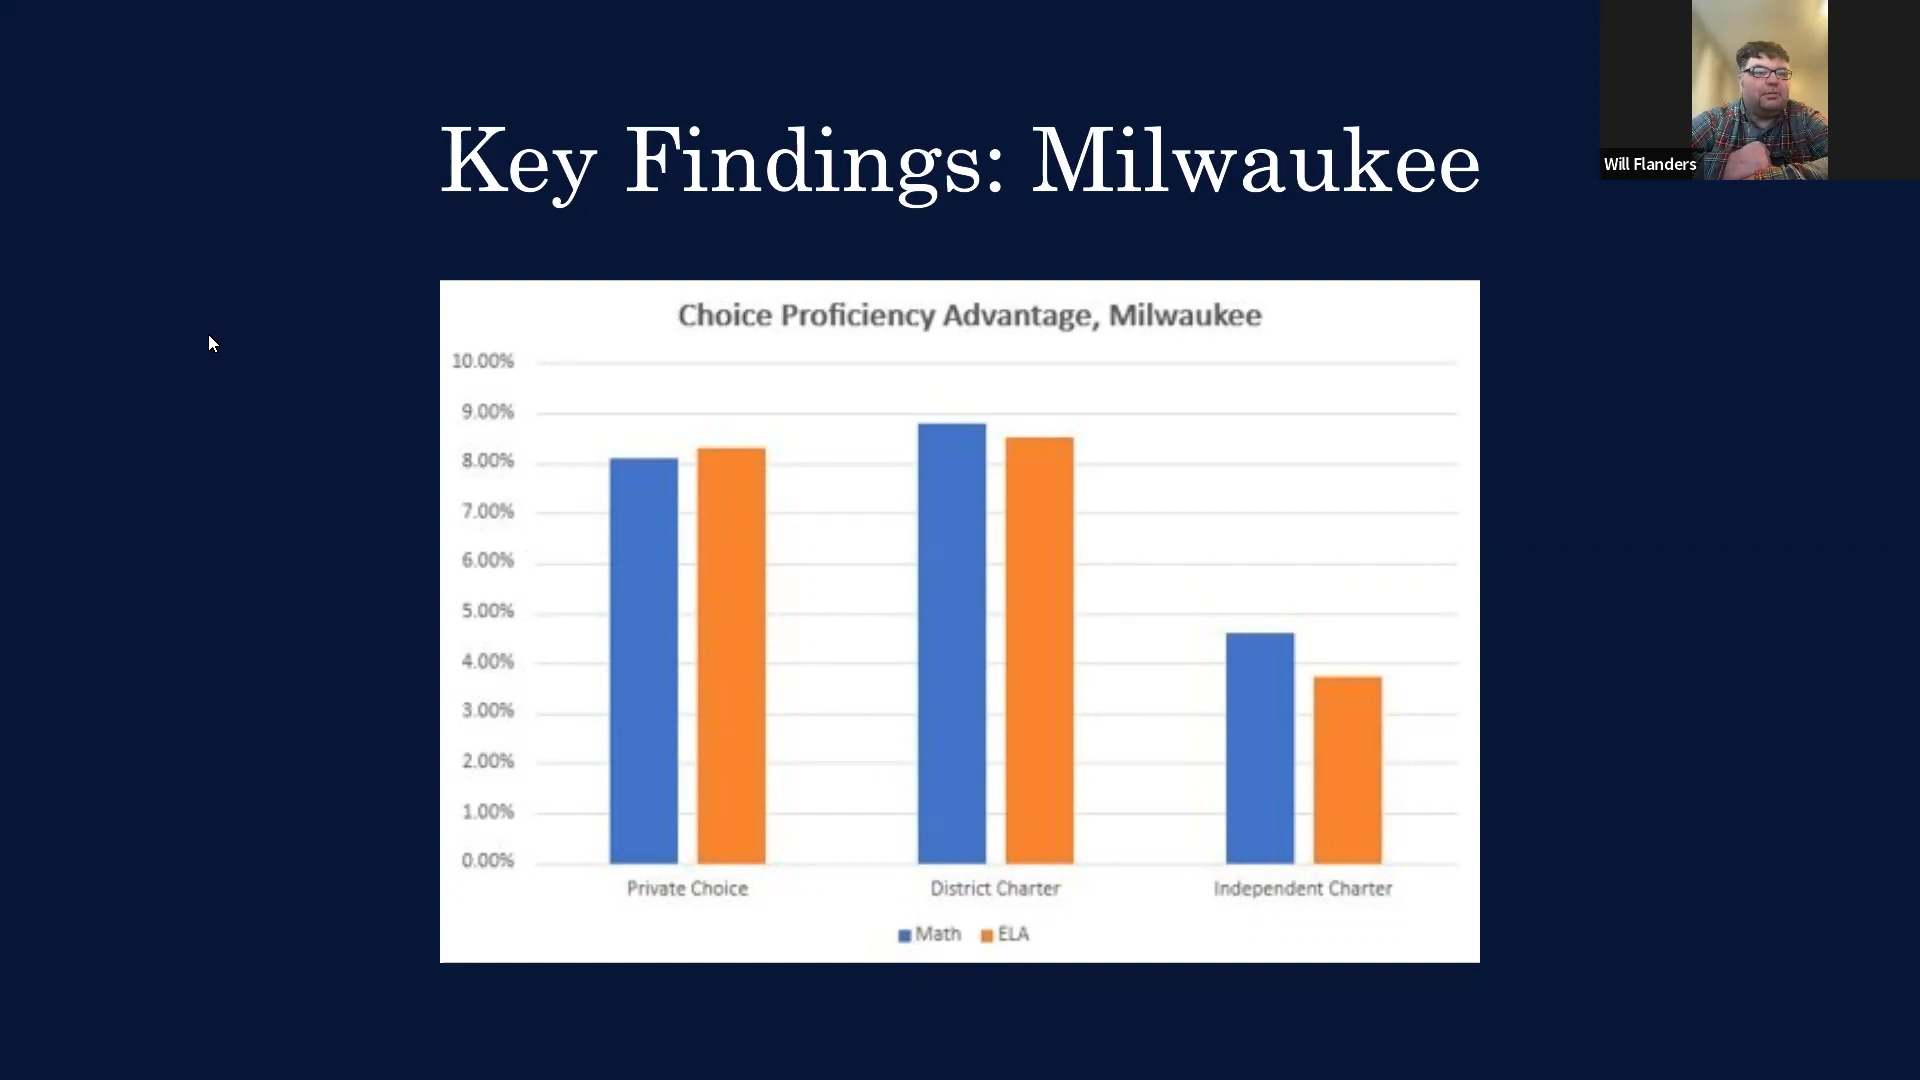 Key Findings: Milwaukee
Will Flanders
Choice Proficiency Advantage, Milwaukee
10.00%
9.00%
8.00%
7.00%
6.00%
5.00%
4.00%
3.00%
2.00%
1.00%
0.00%
Private Choice District Charter Independent Charter
Math ELA